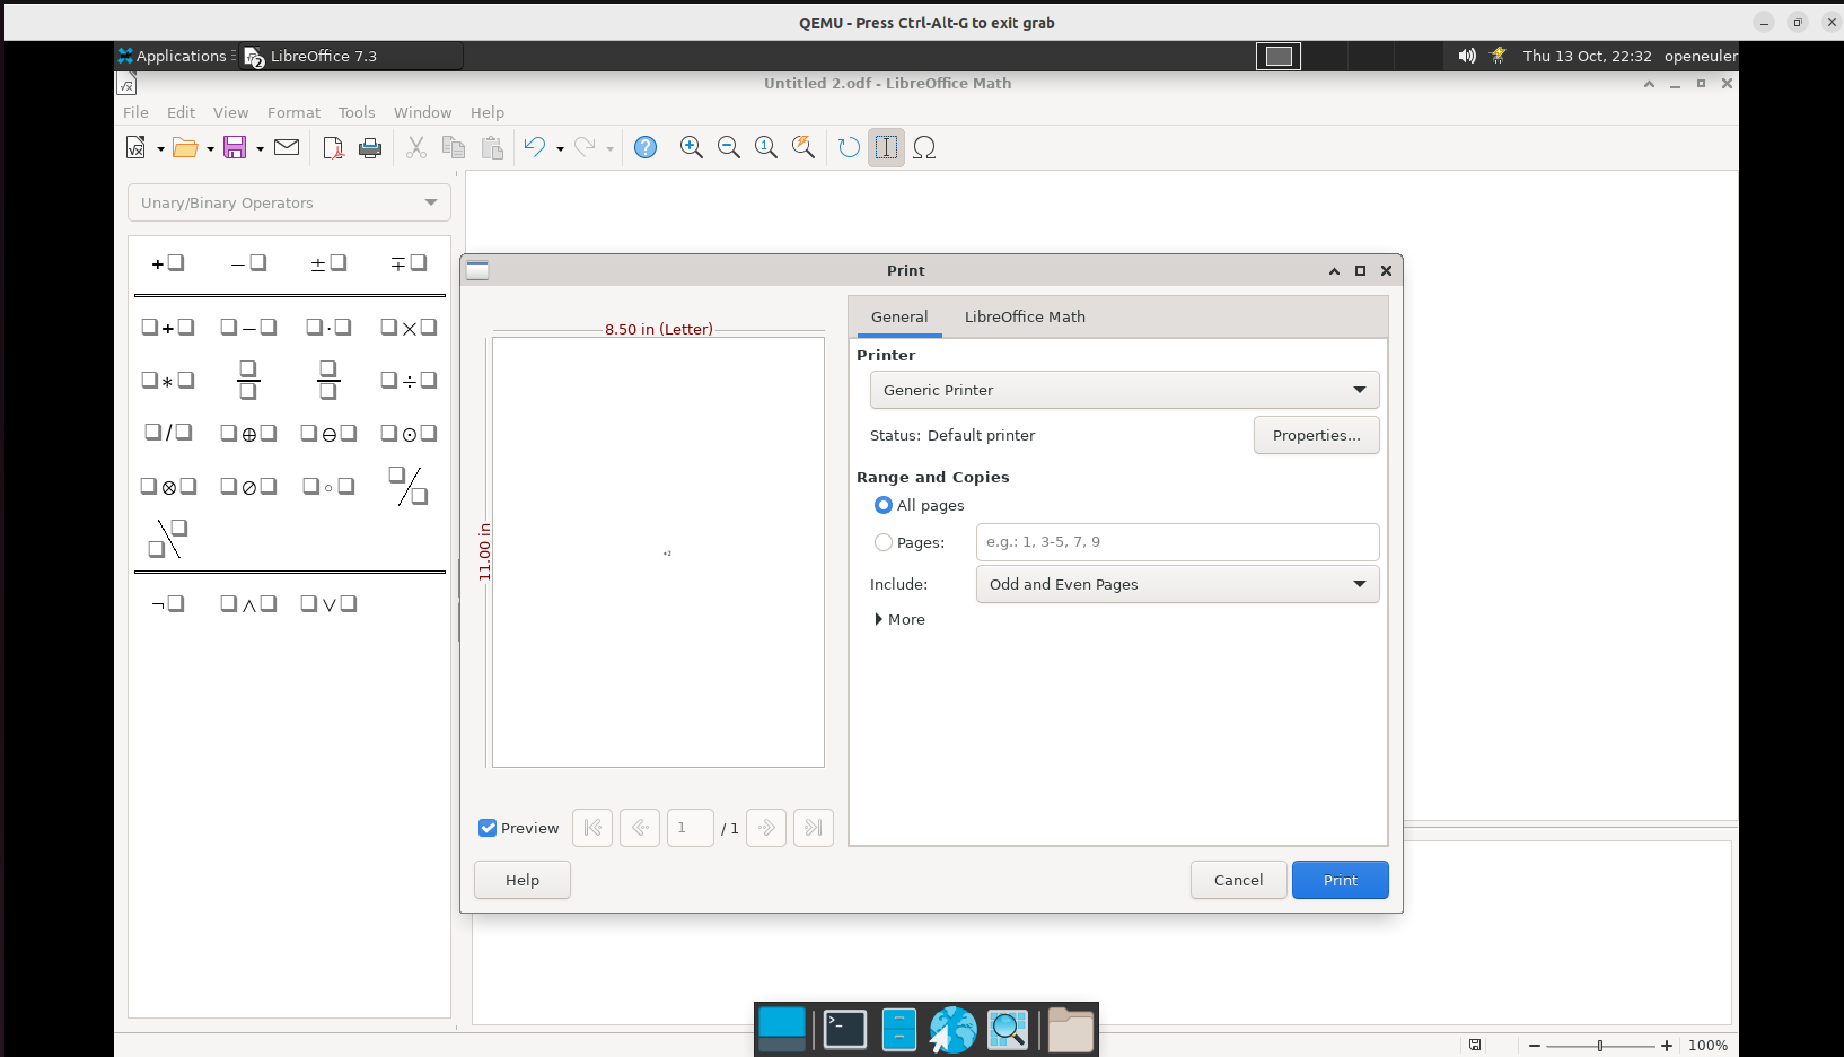 QEMU - Press Ctrl-Alt-G to exit grab
Applications
2
LibreOffice 7.3
Thu 13 Oct, 22:32
openeuler
Untitled 2.odf - LibreOffice Math
File Edit View Format Tools Window Help
Unary/Binary Operators
Print
8.50 in (Letter)
11.00 in
General
LibreOffice Math
Printer
Generic Printer
Status: Default printer
Properties...
Range and Copies
All pages
Pages:
e.g.: 1, 3-5, 7, 9
Include:
Odd and Even Pages
More
Preview
1
/ 1
Help
Cancel
Print
100%